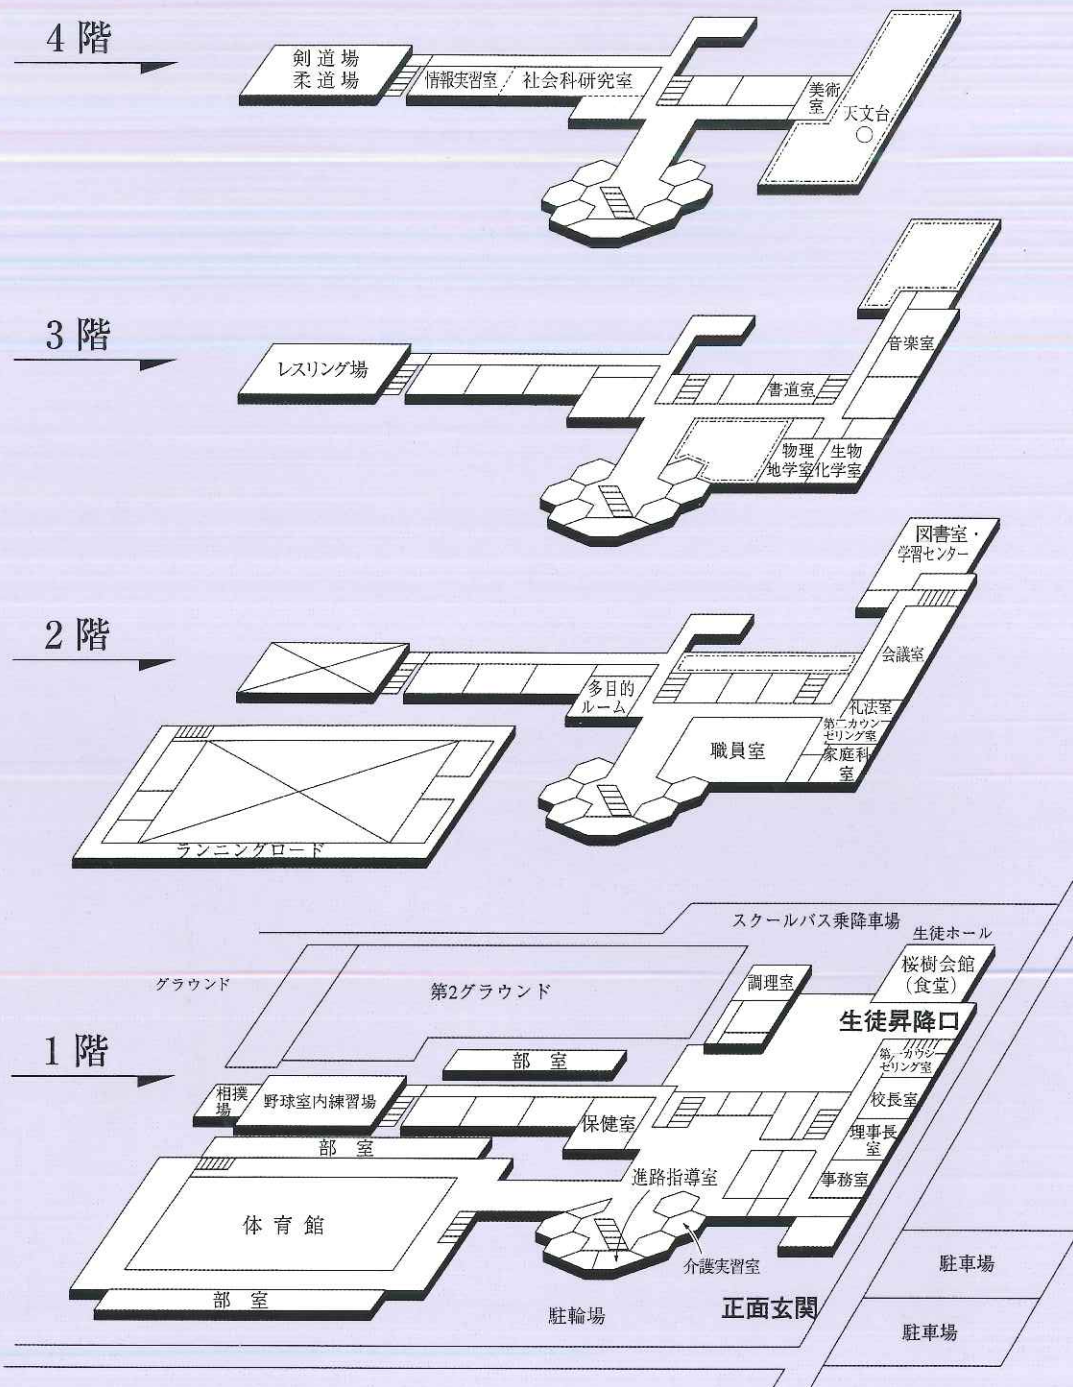 4階
剣道場
柔道場
情報実習室
社会科研究室
美術
室
天文台
3階
レスリング場
音楽室
書道室
物理
地学室
生物
化学室
2階
図書室・
学習センター
会議室
多目的
ルーム
礼法室
第二カウン
セリング室
職員室
家庭科
室
ランニングロード
スクールバス乗降車場
生徒ホール
桜樹会館
(食堂)
グラウンド
第2グラウンド
調理室
生徒昇降口
1階
部室
第一カウン
セリング室
相撲
場
野球室内練習場
校長室
保健室
理事長
室
部室
進路指導室
事務室
体育館
介護実習室
駐車場
部室
駐輪場
正面玄関
駐車場